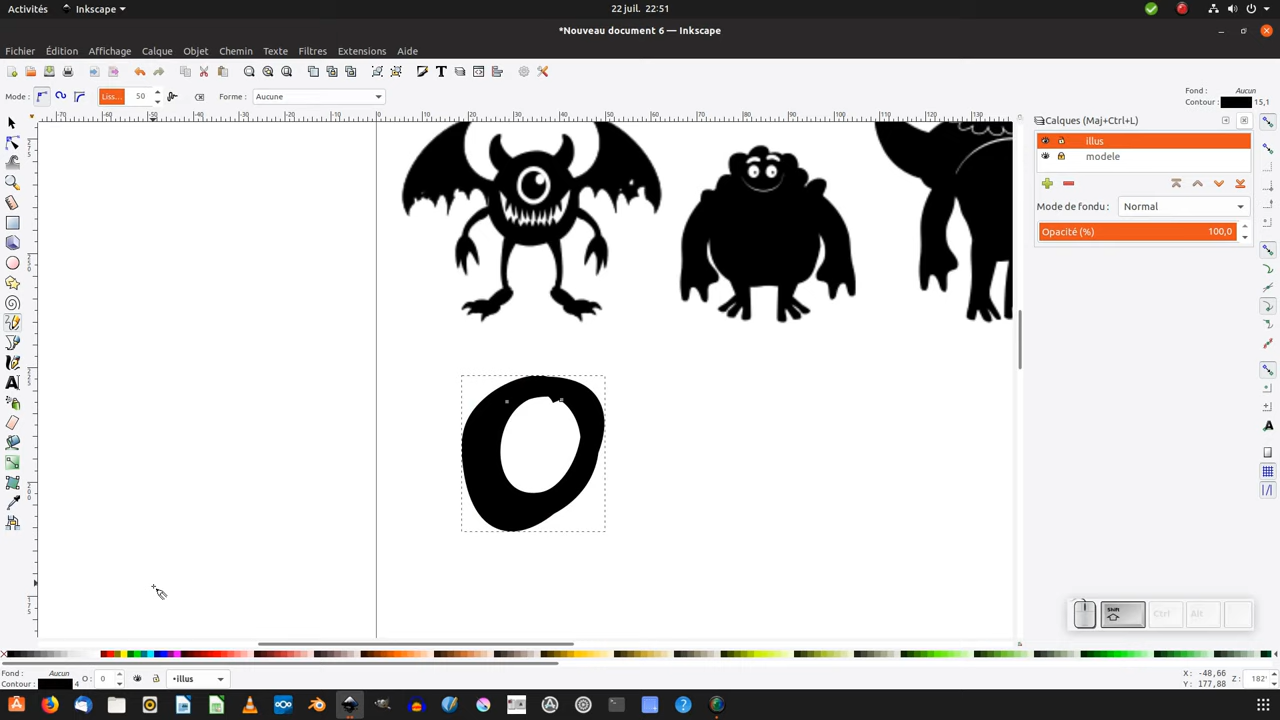 Activités
Inkscape
22 juil. 22:51
*Nouveau document 6 — Inkscape
Fichier Édition Affichage Calque Objet Chemin Texte Filtres Extensions Aide
Mode : Liss... 50 Forme : Aucune
Fond : Aucun
Contour : 15,1
Calques (Maj+Ctrl+L)
illus
modele
Mode de fondu : Normal
Opacité (%) 100,0
Shift Ctrl Alt
Fond : Aucun
Contour : 4
O : 0
•illus
X: -48,66
Y: 177,88
Z: 182